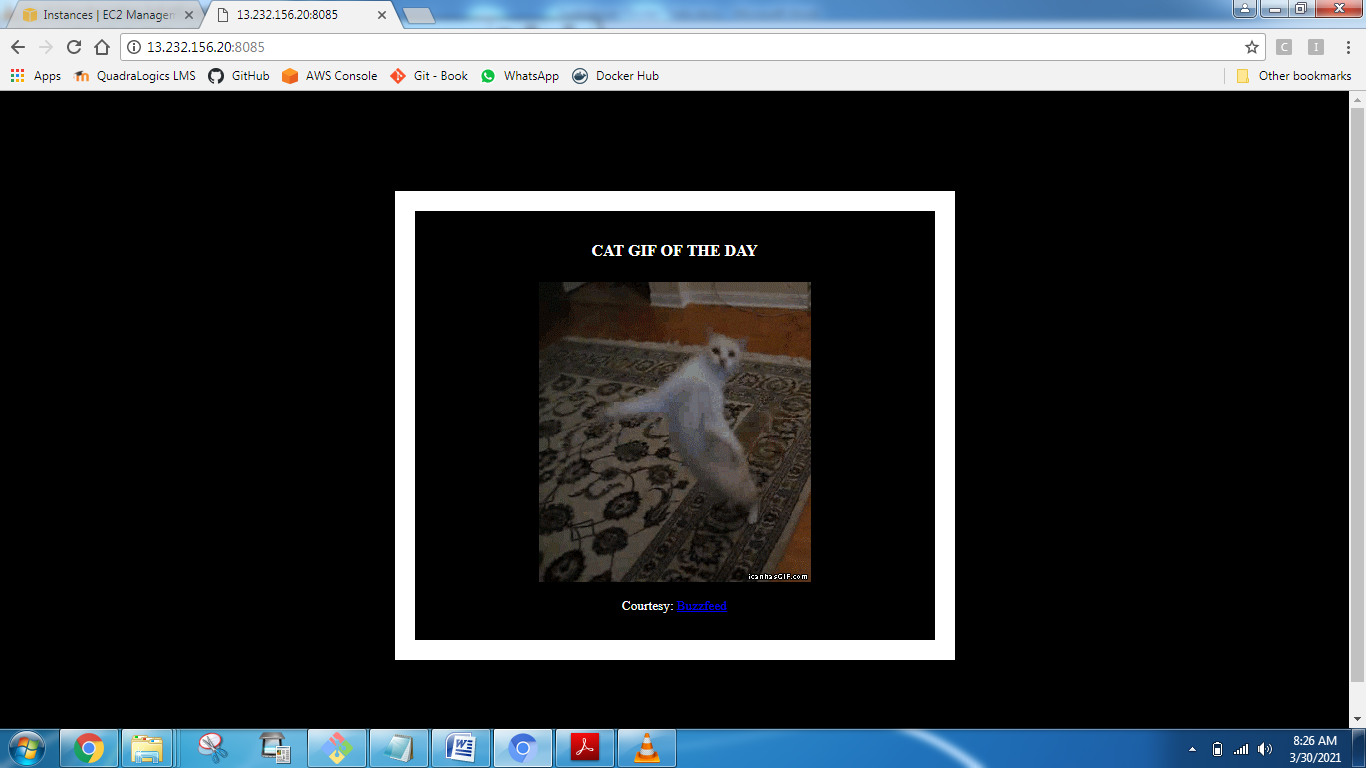 Instances | EC2 Managem
13.232.156.20:8085
13.232.156.20:8085
C
I
Apps QuadraLogics LMS GitHub AWS Console Git - Book WhatsApp Docker Hub Other bookmarks
CAT GIF OF THE DAY
icanhasGIF.com
Courtesy: Buzzfeed
8:26 AM
3/30/2021